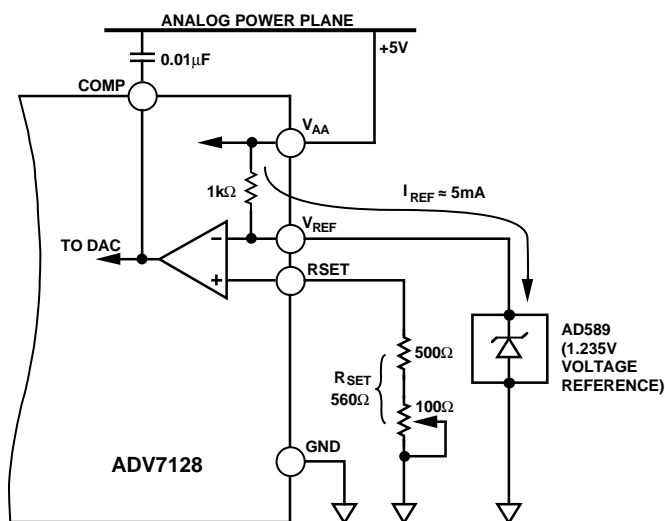 ANALOG POWER PLANE
0.01µF
+5V
COMP
VAA
1kΩ
IREF ≈ 5mA
VREF
TO DAC
–
+
RSET
AD589
(1.235V
VOLTAGE
REFERENCE)
500Ω
RSET
560Ω
100Ω
GND
ADV7128